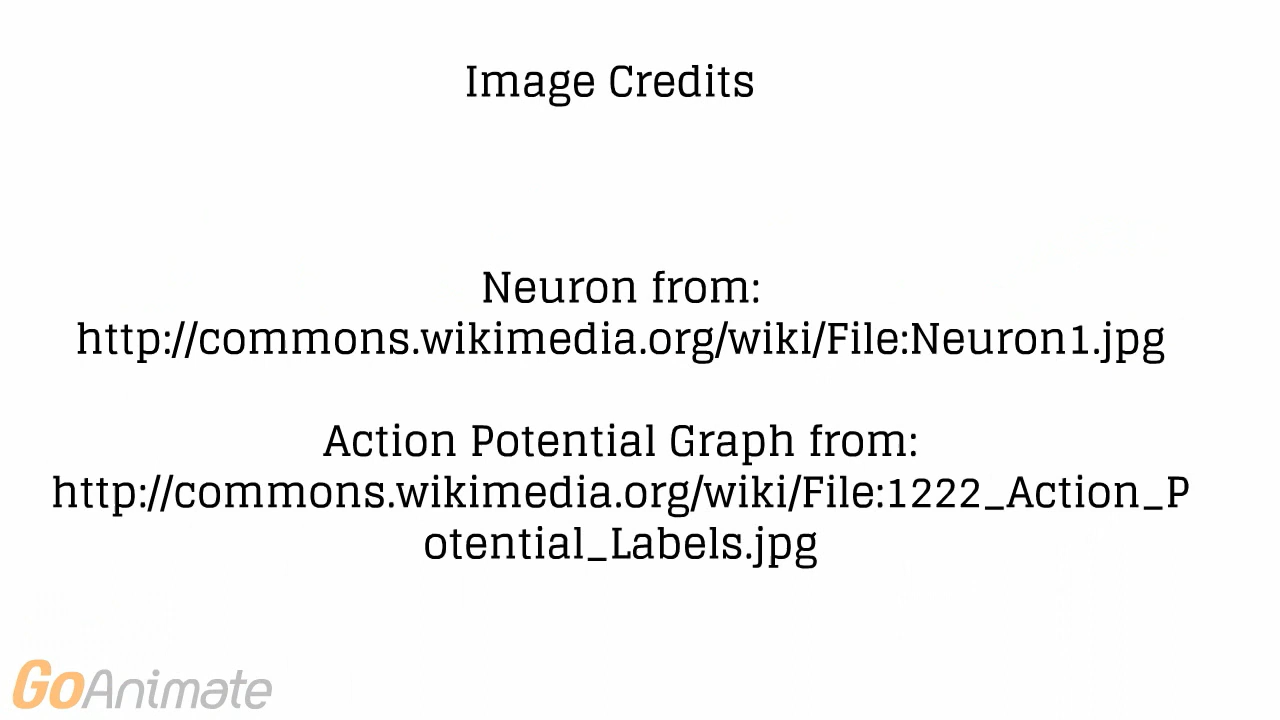 Image Credits
Neuron from:
http://commons.wikimedia.org/wiki/File:Neuron1.jpg
Action Potential Graph from:
http://commons.wikimedia.org/wiki/File:1222_Action_P
otential_Labels.jpg
GoAnimate